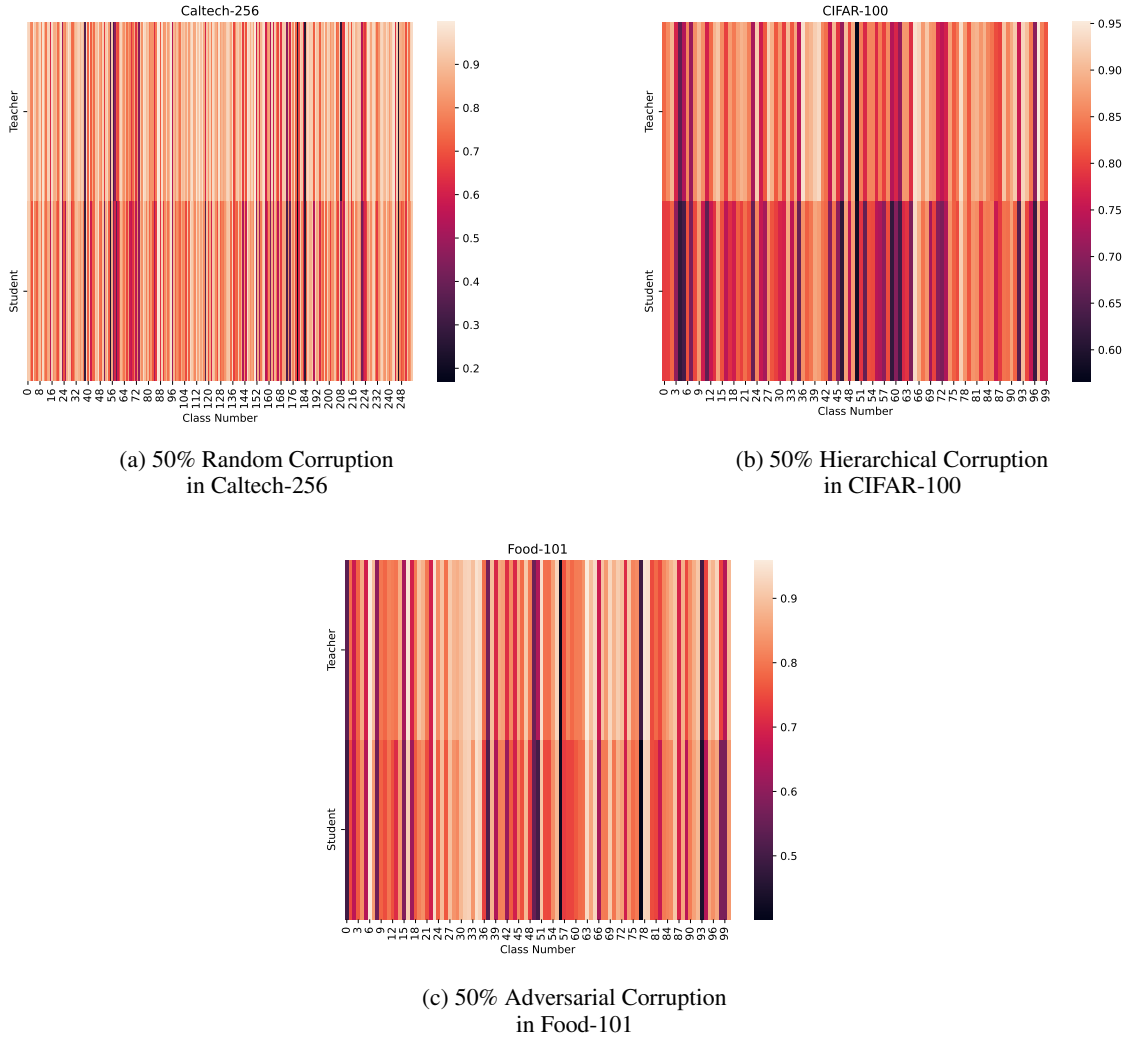 Caltech-256
Teacher
Student
0 8 16 24 32 40 48 56 64 72 80 88 96 104 112 120 128 136 144 152 160 168 176 184 192 200 208 216 224 232 240 248
Class Number
0.9
0.8
0.7
0.6
0.5
0.4
0.3
0.2
(a) 50% Random Corruption
in Caltech-256
CIFAR-100
Teacher
Student
0 3 6 9 12 15 18 21 24 27 30 33 36 39 42 45 48 51 54 57 60 63 66 69 72 75 78 81 84 87 90 93 96 99
Class Number
0.95
0.90
0.85
0.80
0.75
0.70
0.65
0.60
(b) 50% Hierarchical Corruption
in CIFAR-100
Food-101
Teacher
Student
0 3 6 9 12 15 18 21 24 27 30 33 36 39 42 45 48 51 54 57 60 63 66 69 72 75 78 81 84 87 90 93 96 99
Class Number
0.9
0.8
0.7
0.6
0.5
(c) 50% Adversarial Corruption
in Food-101